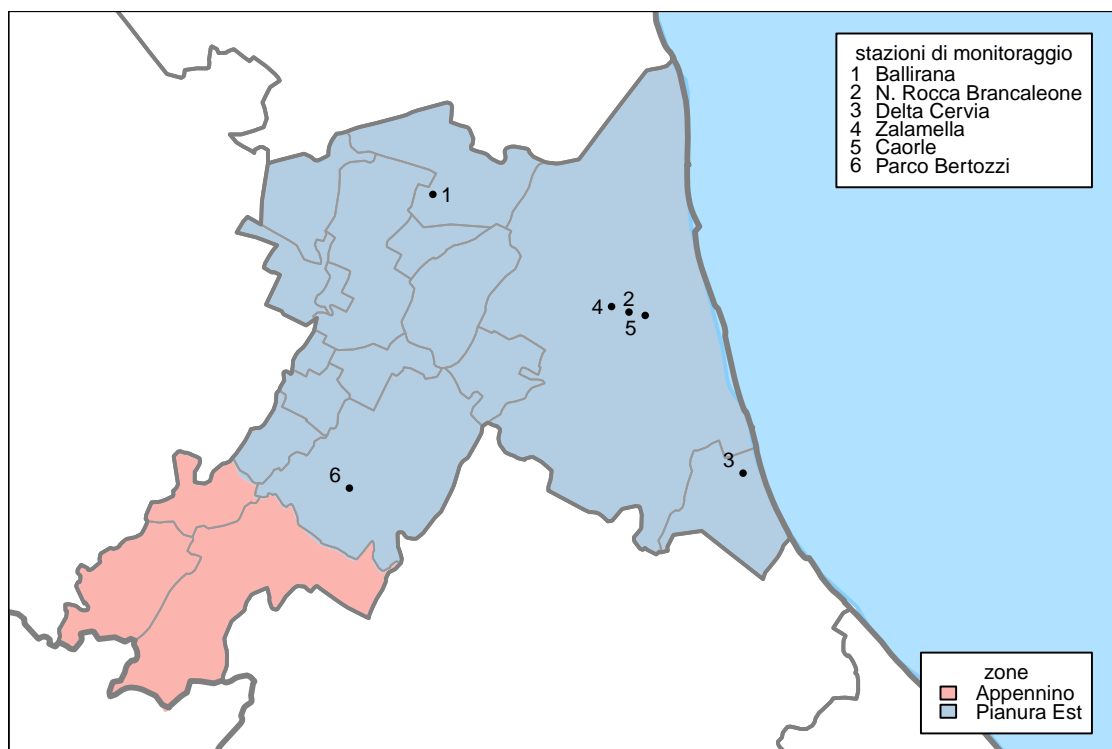 stazioni di monitoraggio
1 Ballirana
2 N. Rocca Brancaleone
3 Delta Cervia
4 Zalamella
5 Caorle
6 Parco Bertozzi
1
2
4
5
3
6
zone
Appennino
Pianura Est